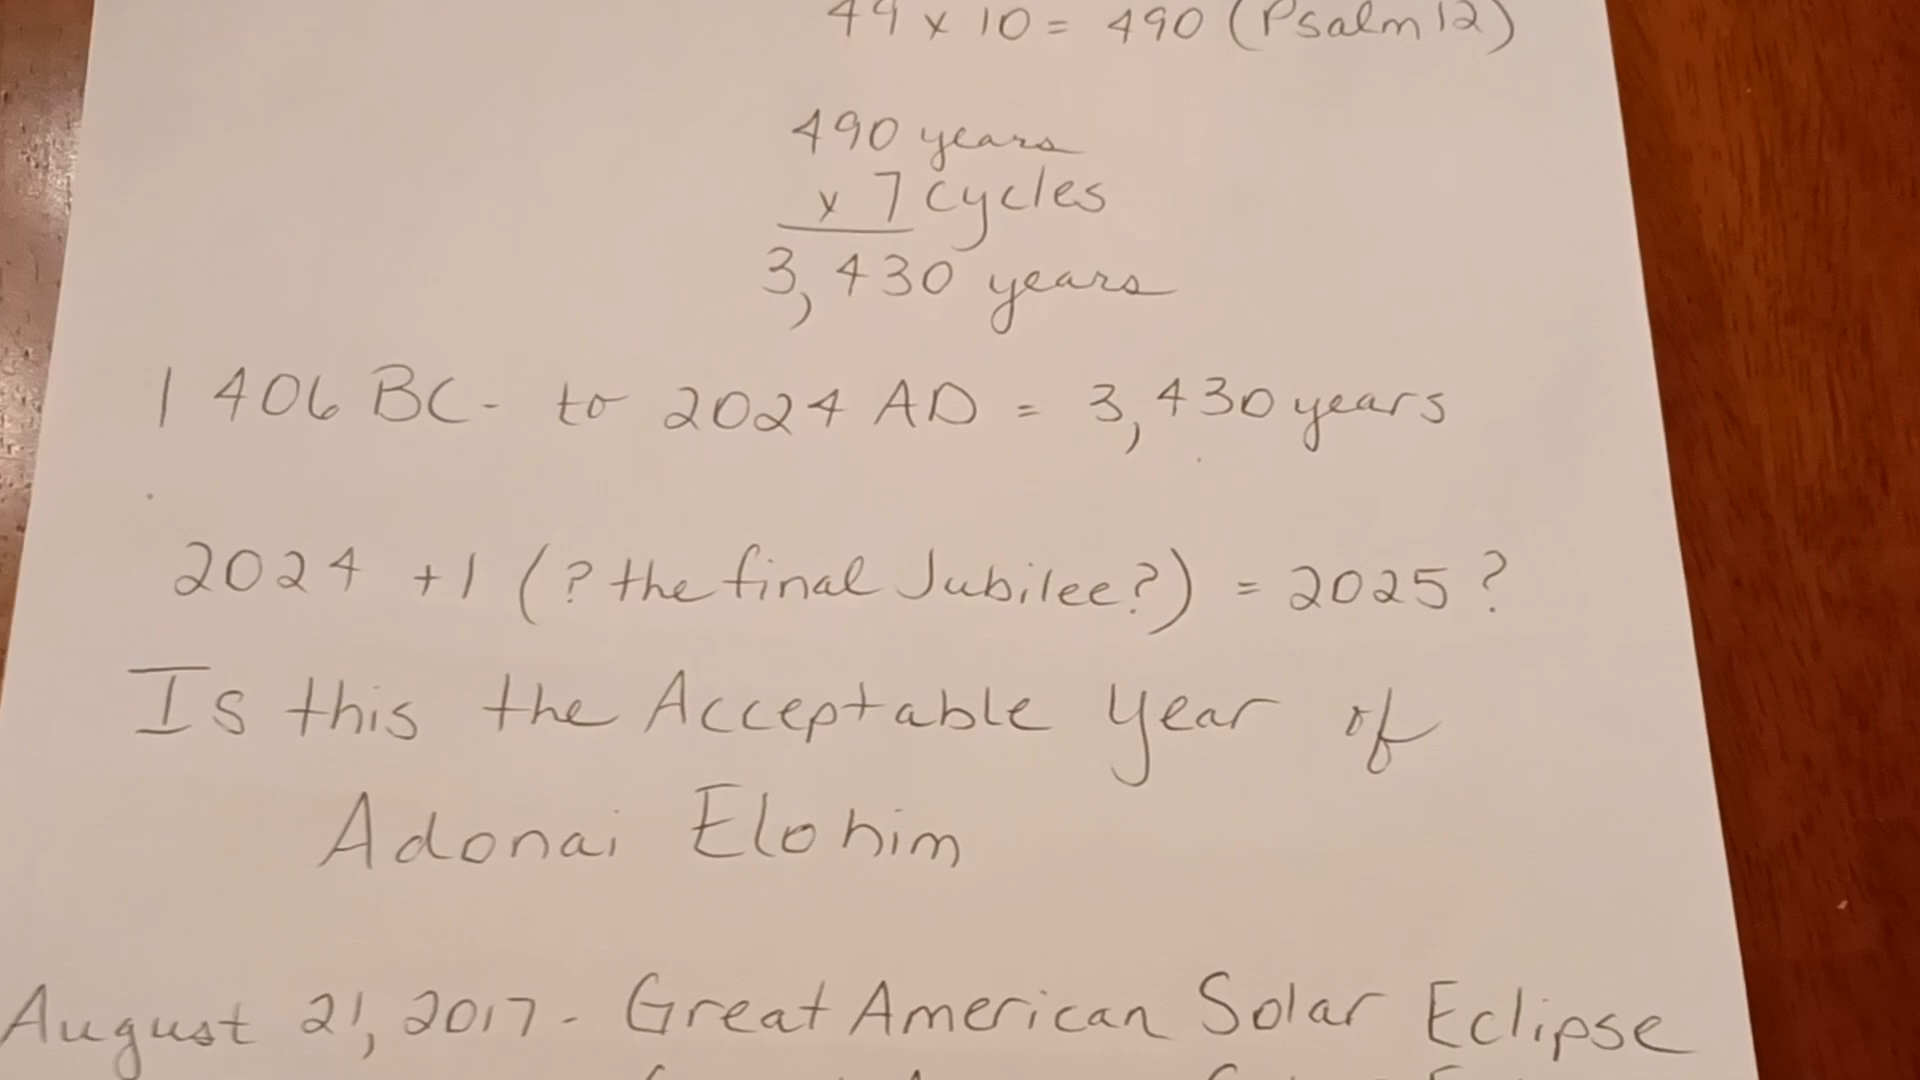 49 x 10 = 490 (Psalm 12)
490 years
x 7 cycles
3,430 years
1406 BC - to 2024 AD = 3,430 years
2024 +1 (? the final Jubilee?) = 2025?
Is this the Acceptable Year of
Adonai Elohim
August 21, 2017 - Great American Solar Eclipse